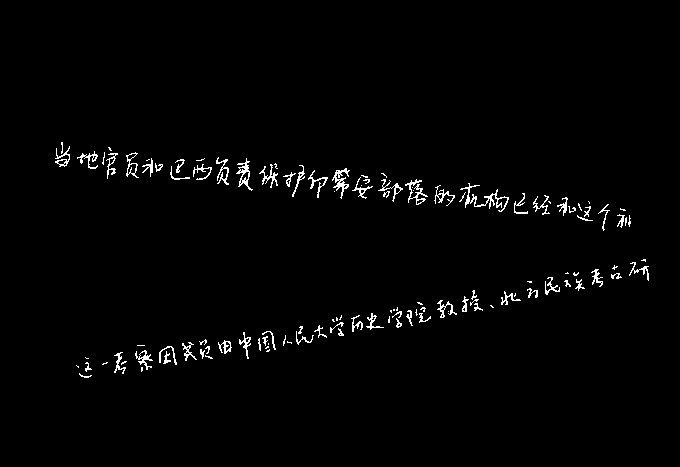 当地官员和巴西负责保护印第安部落的机构已经和这个部
这一考察团成员由中国人民大学历史学院教授、北方民族考古研